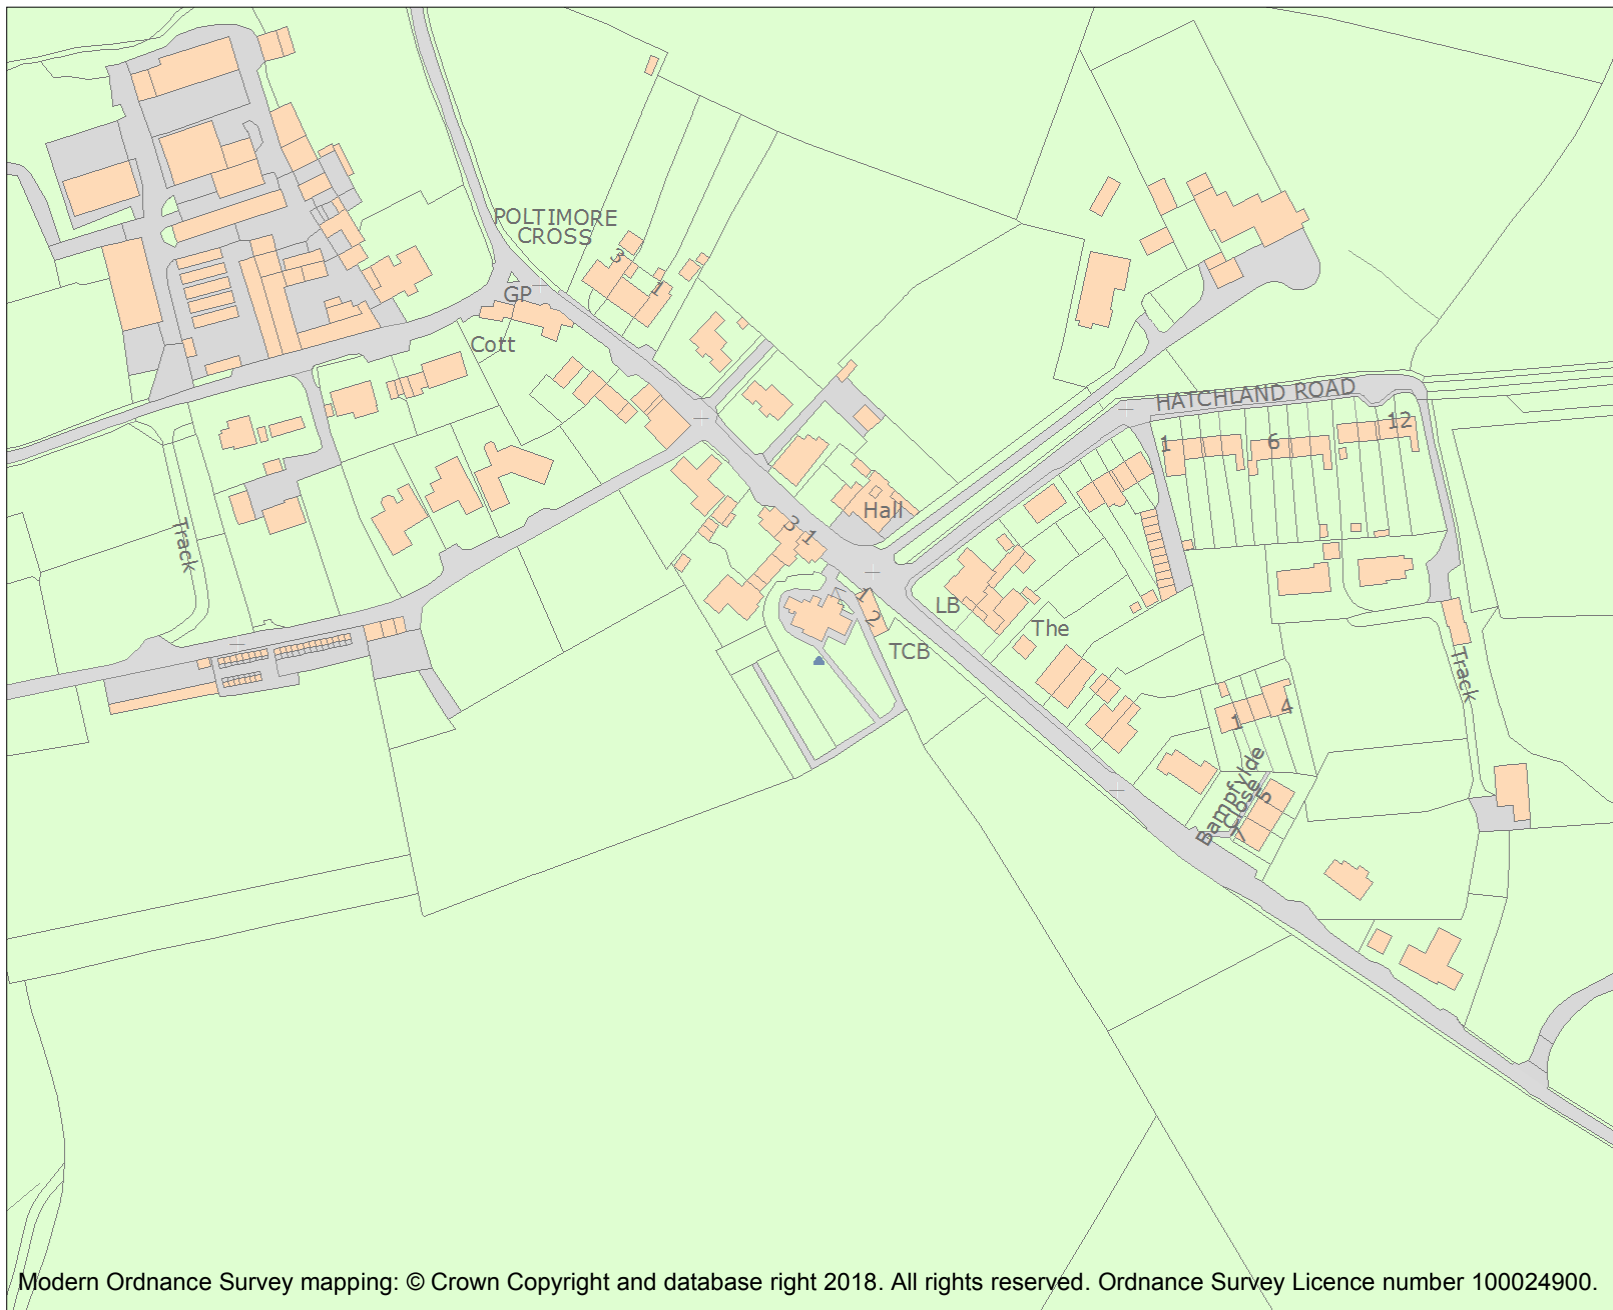 POLTIMORE
CROSS
3
1
GP
Cott
HATCHLAND ROAD
1
6
12
Hall
3
1
Track
1
2
LB
The
TCB
Track
1
4
Bampfylde
Close
5
7
Modern Ordnance Survey mapping: © Crown Copyright and database right 2018. All rights reserved. Ordnance Survey Licence number 100024900.